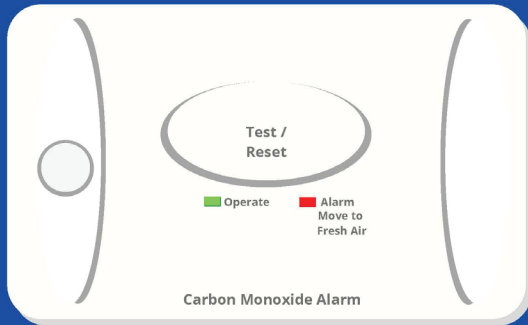 Test /
Reset
Operate
Alarm
Move to
Fresh Air
Carbon Monoxide Alarm